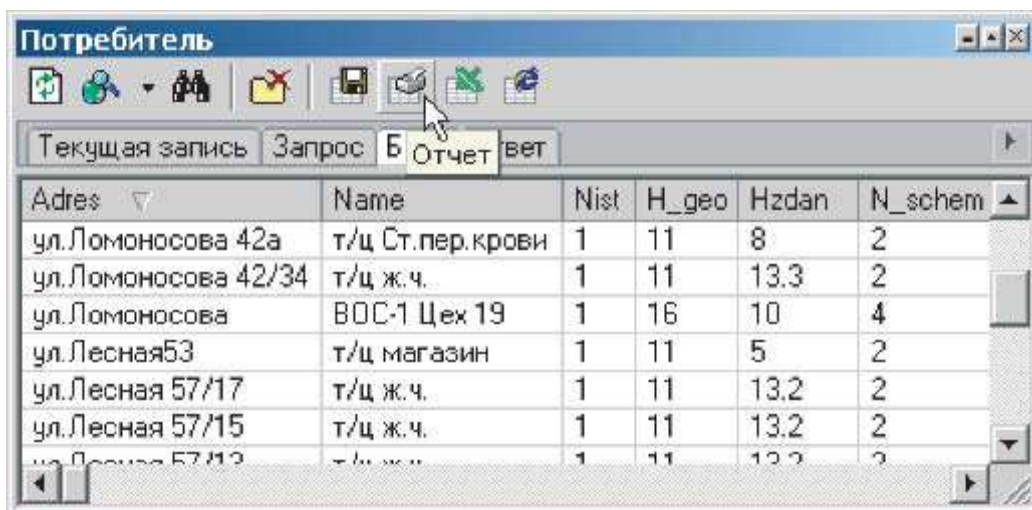 Потребитель
Текущая запись Запрос Отчет
Adres Name Nist H_geo Hzdan N_schem
ул.Ломоносова 42а т/ц Ст.пер.крови 1 11 8 2
ул.Ломоносова 42/34 т/ц ж.ч. 1 11 13.3 2
ул.Ломоносова ВОС-1 Цех 19 1 16 10 4
ул.Лесная53 т/ц магазин 1 11 5 2
ул.Лесная 57/17 т/ц ж.ч. 1 11 13.2 2
ул.Лесная 57/15 т/ц ж.ч. 1 11 13.2 2